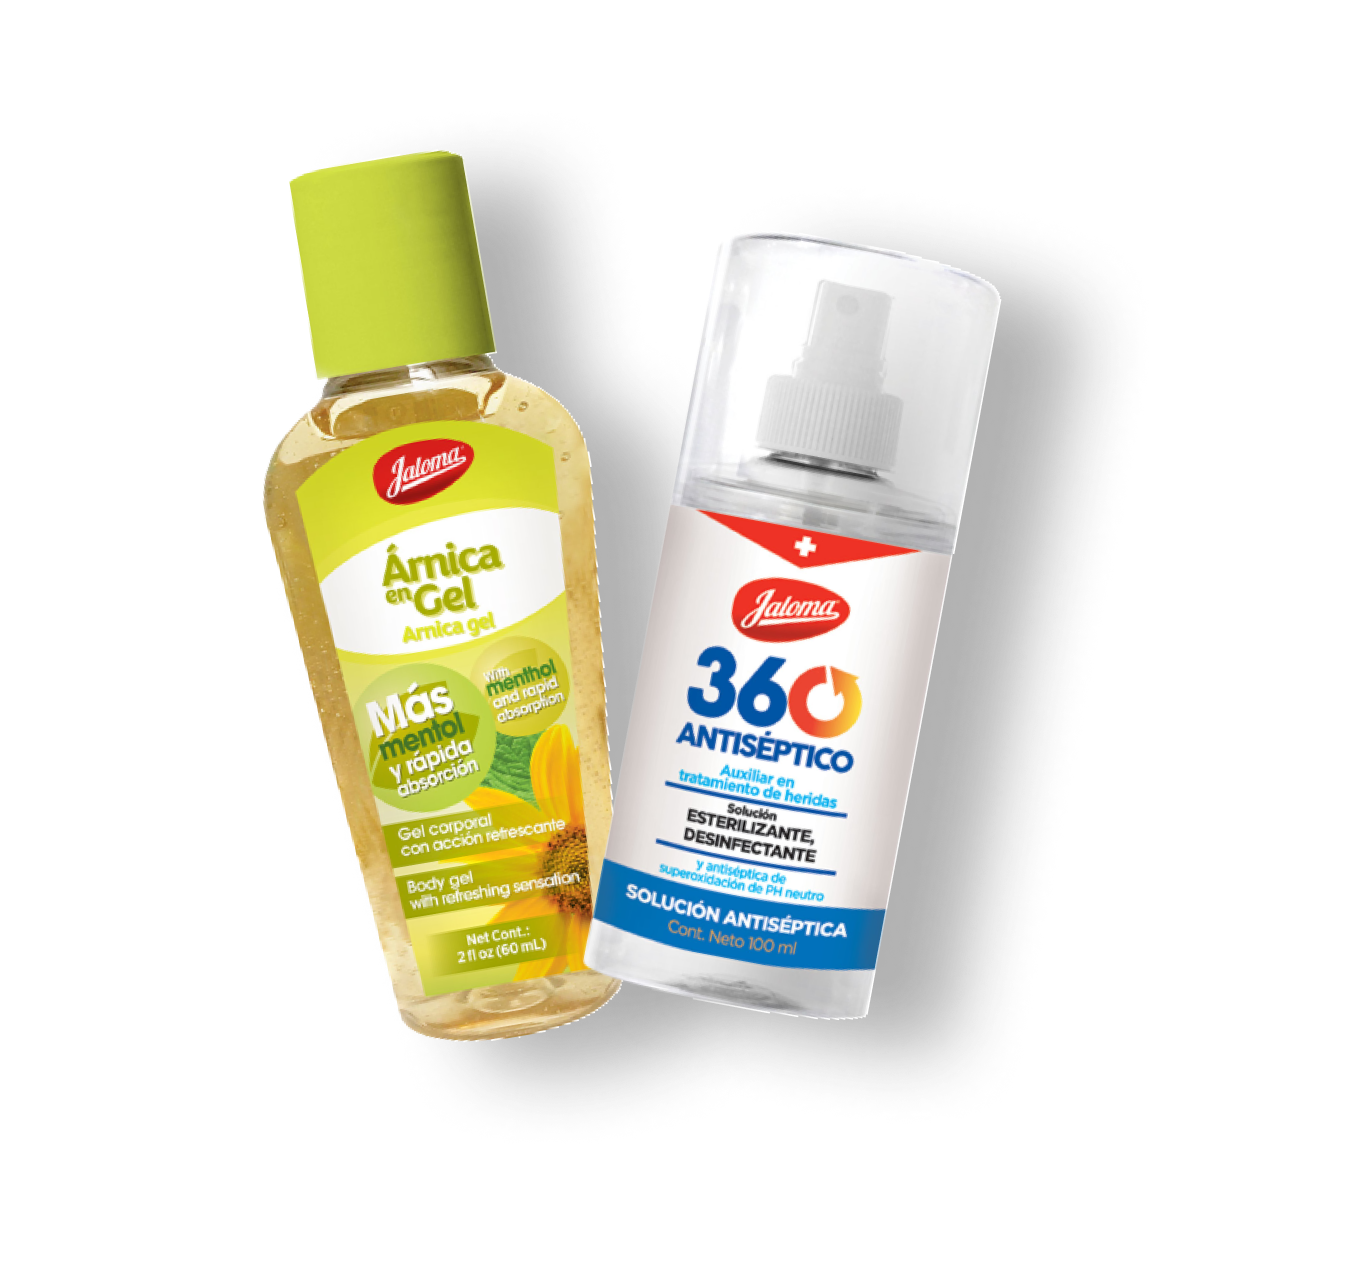 Jaloma
Árnica
en Gel
Arnica gel
Más
mentol
y rápida
absorción
With
menthol
and rapid
absorption
Gel corporal
con acción refrescante
Body gel
with refreshing sensation
Net Cont.:
2 fl oz (60 mL)
Jaloma
360
ANTISÉPTICO
Auxiliar en
tratamiento de heridas
Solución
ESTERILIZANTE,
DESINFECTANTE
y antiséptica de
superoxidación de PH neutro
SOLUCIÓN ANTISÉPTICA
Cont. Neto 100 ml